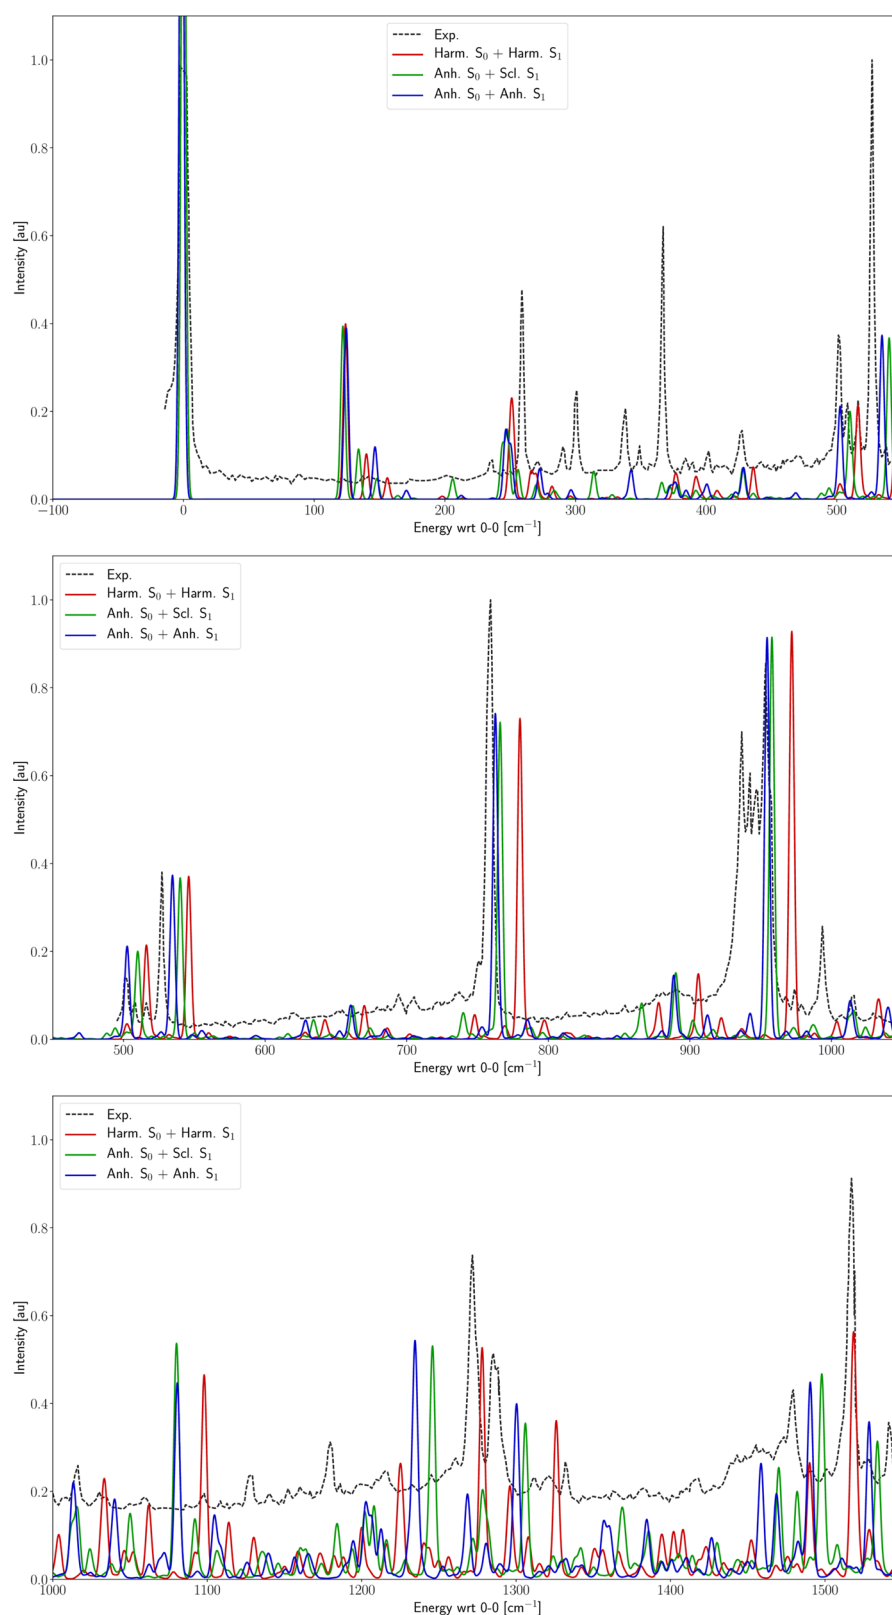 1.0
0.8
0.6
0.4
0.2
0.0
Intensity [au]
Exp.
Harm. S0 + Harm. S1
Anh. S0 + Scl. S1
Anh. S0 + Anh. S1
−100 0 100 200 300 400 500
Energy wrt 0-0 [cm−1]
1.0
0.8
0.6
0.4
0.2
0.0
Intensity [au]
Exp.
Harm. S0 + Harm. S1
Anh. S0 + Scl. S1
Anh. S0 + Anh. S1
500 600 700 800 900 1000
Energy wrt 0-0 [cm−1]
1.0
0.8
0.6
0.4
0.2
0.0
Intensity [au]
Exp.
Harm. S0 + Harm. S1
Anh. S0 + Scl. S1
Anh. S0 + Anh. S1
1000 1100 1200 1300 1400 1500
Energy wrt 0-0 [cm−1]